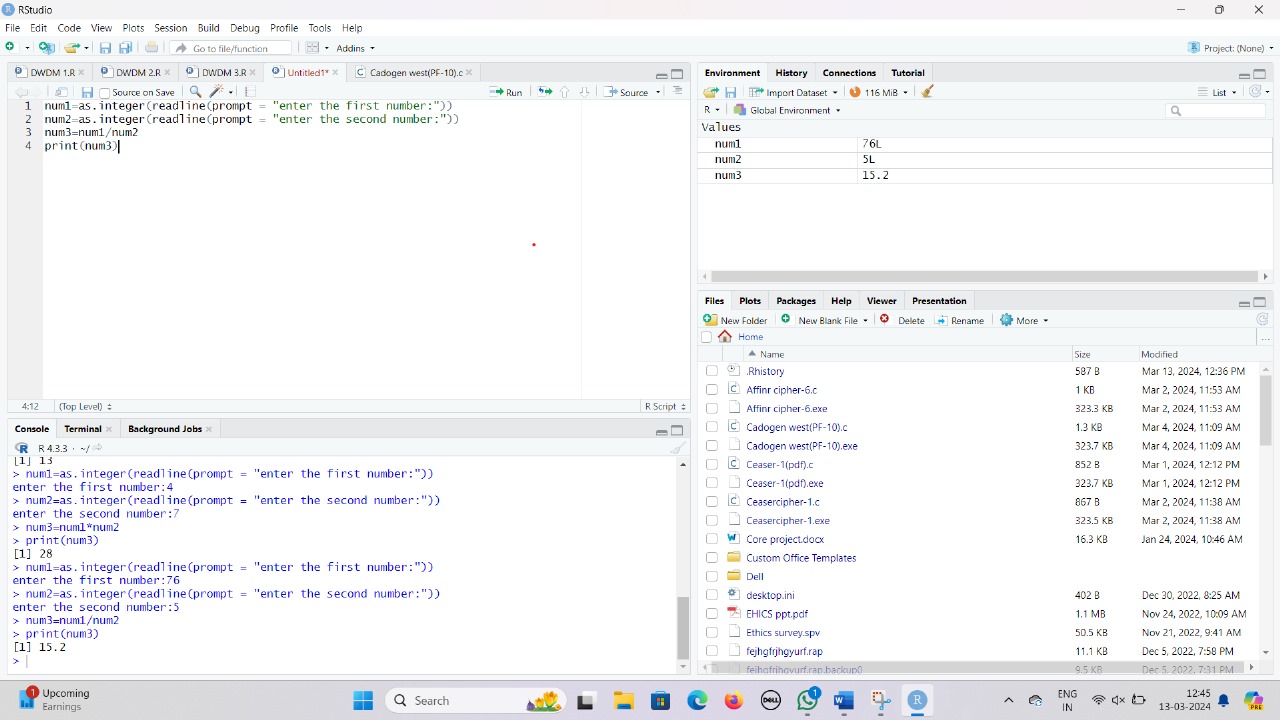 RStudio
File Edit Code View Plots Session Build Debug Profile Tools Help
Go to file/function Addins Project: (None)
DWDM 1.R DWDM 2.R DWDM 3.R Untitled1* Cadogen west(PF-10).c
Source on Save Run Source
1 num1=as.integer(readline(prompt = "enter the first number:"))
2 num2=as.integer(readline(prompt = "enter the second number:"))
3 num3=num1/num2
4 print(num3)
4:12 (Top Level) R Script
Console Terminal Background Jobs
R 4.3.3 · ~/
[1] 13
> num1=as.integer(readline(prompt = "enter the first number:"))
enter the first number:4
> num2=as.integer(readline(prompt = "enter the second number:"))
enter the second number:7
> num3=num1*num2
> print(num3)
[1] 28
> num1=as.integer(readline(prompt = "enter the first number:"))
enter the first number:76
> num2=as.integer(readline(prompt = "enter the second number:"))
enter the second number:5
num3=num1/num2
> print(num3)
[1] 15.2
>
Environment History Connections Tutorial
Import Dataset 116 MiB List
R Global Environment
Values
num1 76L
num2 5L
num3 15.2
Files Plots Packages Help Viewer Presentation
New Folder New Blank File Delete Rename More
Home ...
Name Size Modified
.Rhistory 587 B Mar 13, 2024, 12:36 PM
Affinr cipher-6.c 1 KB Mar 2, 2024, 11:53 AM
Affinr cipher-6.exe 323.3 KB Mar 2, 2024, 11:53 AM
Cadogen west(PF-10).c 1.3 KB Mar 4, 2024, 11:09 AM
Cadogen west(PF-10).exe 323.7 KB Mar 4, 2024, 11:09 AM
Ceaser-1(pdf).c 852 B Mar 1, 2024, 12:12 PM
Ceaser-1(pdf).exe 323.7 KB Mar 1, 2024, 12:12 PM
Ceasercipher-1.c 867 B Mar 2, 2024, 11:38 AM
Ceasercipher-1.exe 323.5 KB Mar 2, 2024, 11:38 AM
Core project.docx 16.3 KB Jan 24, 2024, 10:46 AM
Custom Office Templates
Dell
desktop.ini 402 B Dec 30, 2022, 8:25 AM
EHICS ppt.pdf 1.1 MB Nov 21, 2022, 10:09 AM
Ethics survey.spv 50.5 KB Nov 21, 2022, 9:41 AM
fejhgfrjhgyurf.rap 11.1 KB Dec 5, 2022, 7:58 PM
9.5 KB Dec 5, 2022, 7:31 PM
1 Upcoming
Earnings
Search DELL 1 W R ENG
IN 12:45
13-03-2024 PRE